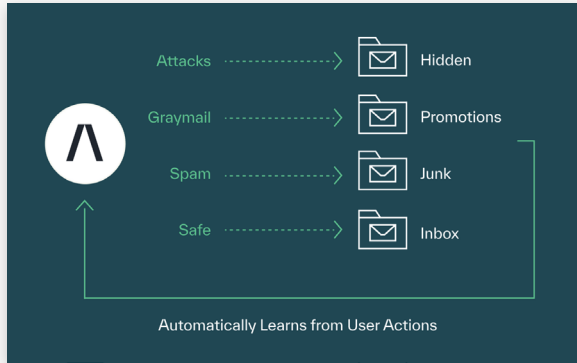 Attacks
Hidden
Graymail
Promotions
Spam
Junk
Safe
Inbox
Automatically Learns from User Actions